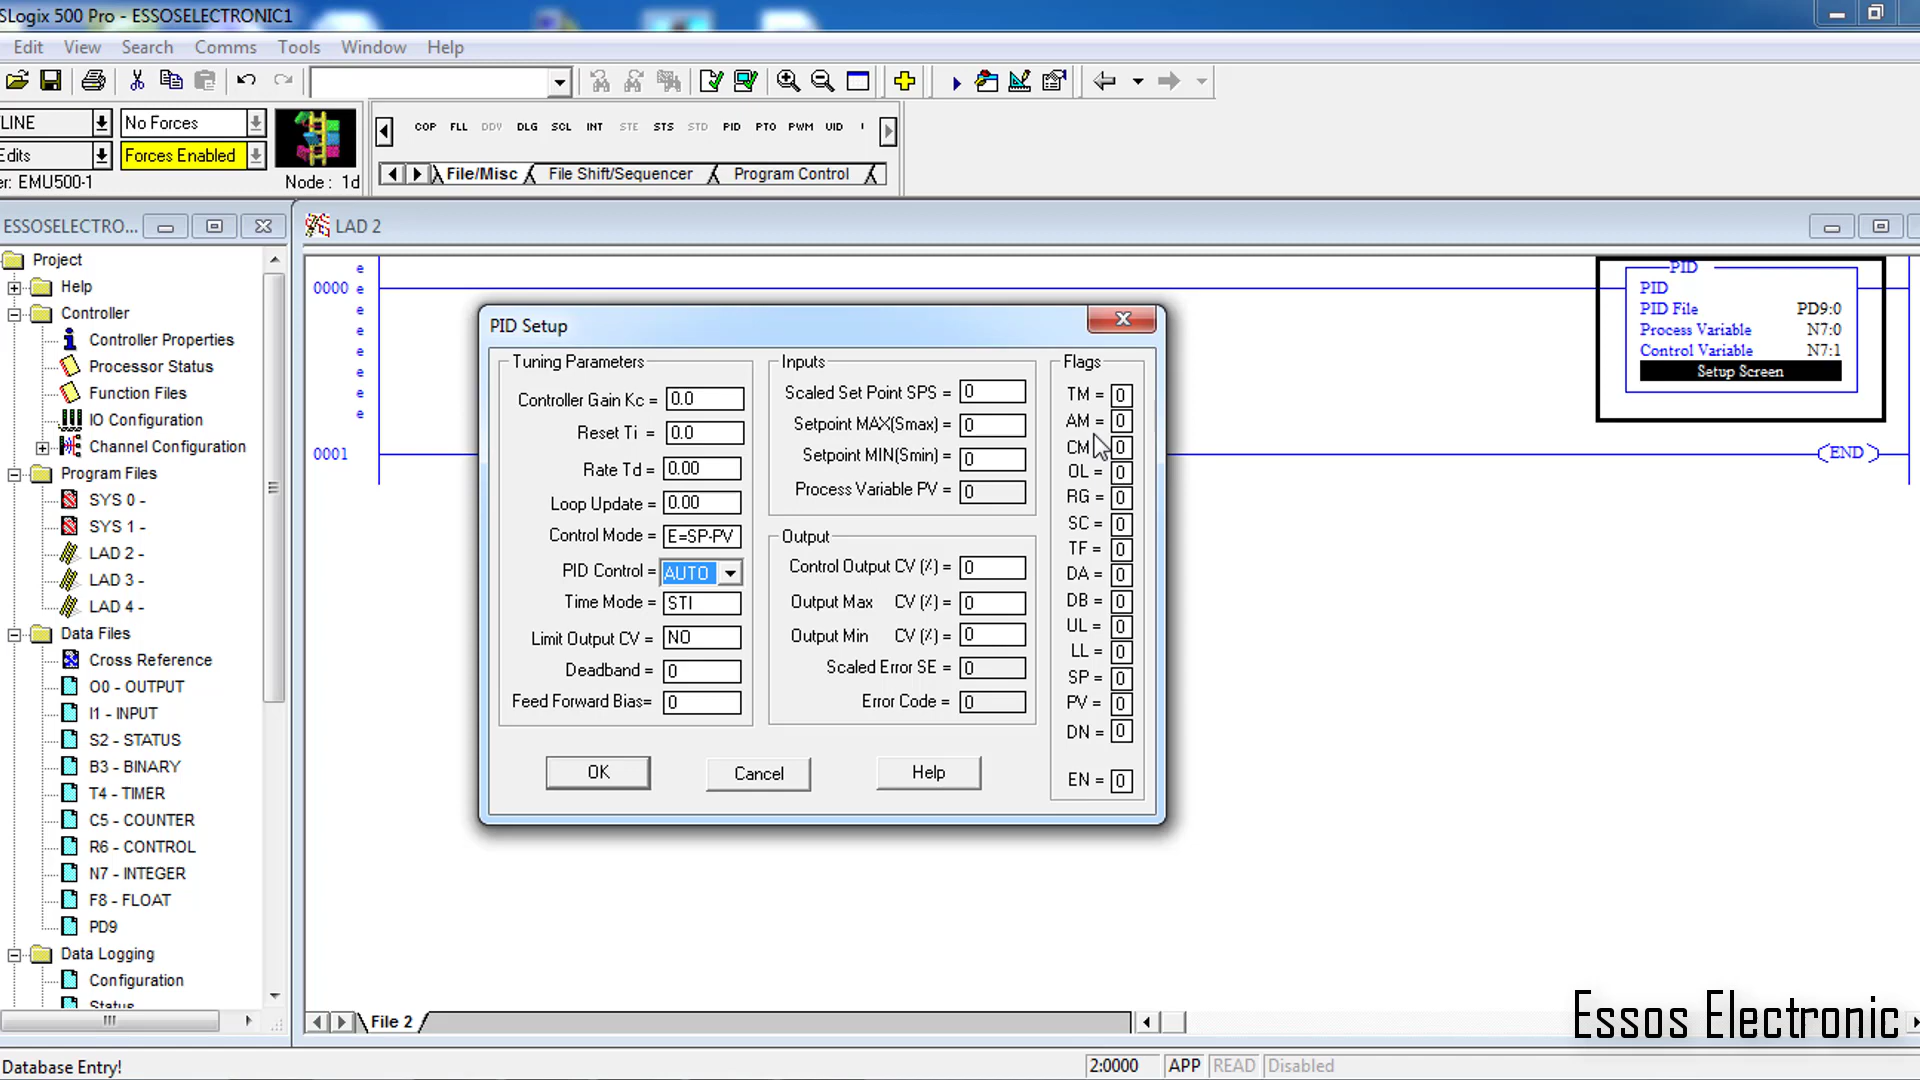 SLogix 500 Pro - ESSOSELECTRONIC1
Edit View Search Comms Tools Window Help
LINE No Forces
Edits Forces Enabled
er: EMU500-1 Node : 1d
COP FLL DDV DLG SCL INT STE STS STD PID PTO PWM UID I
File/Misc File Shift/Sequencer Program Control
ESSOSELECTRO...
Project
Help
Controller
Controller Properties
Processor Status
Function Files
IO Configuration
Channel Configuration
Program Files
SYS 0 -
SYS 1 -
LAD 2 -
LAD 3 -
LAD 4 -
Data Files
Cross Reference
O0 - OUTPUT
I1 - INPUT
S2 - STATUS
B3 - BINARY
T4 - TIMER
C5 - COUNTER
R6 - CONTROL
N7 - INTEGER
F8 - FLOAT
PD9
Data Logging
Configuration
Status
LAD 2
e
0000 e
e
e
e
e
e
e
0001
PID
PID
PID File PD9:0
Process Variable N7:0
Control Variable N7:1
Setup Screen
END
PID Setup
Tuning Parameters
Controller Gain Kc = 0.0
Reset Ti = 0.0
Rate Td = 0.00
Loop Update = 0.00
Control Mode = E=SP-PV
PID Control = AUTO
Time Mode = STI
Limit Output CV = NO
Deadband = 0
Feed Forward Bias= 0
Inputs
Scaled Set Point SPS = 0
Setpoint MAX(Smax) = 0
Setpoint MIN(Smin) = 0
Process Variable PV = 0
Output
Control Output CV (%) = 0
Output Max CV (%) = 0
Output Min CV (%) = 0
Scaled Error SE = 0
Error Code = 0
Flags
TM = 0
AM = 0
CM = 0
OL = 0
RG = 0
SC = 0
TF = 0
DA = 0
DB = 0
UL = 0
LL = 0
SP = 0
PV = 0
DN = 0
EN = 0
OK Cancel Help
File 2
Essos Electronic
Database Entry! 2:0000 APP READ Disabled